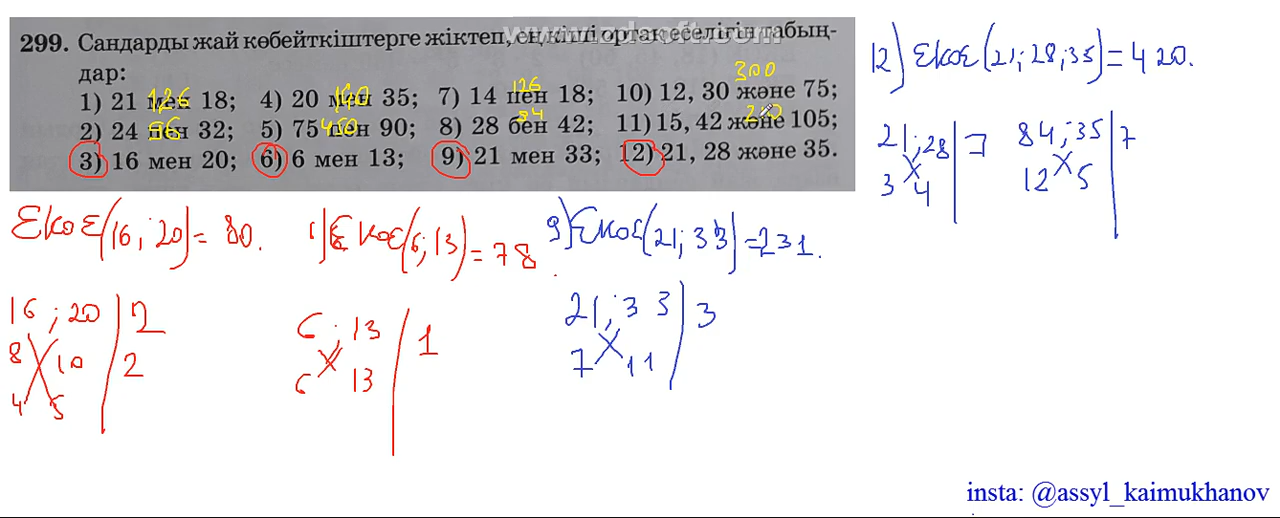 www.zdsoft.com
299. Сандарды жай көбейткіштерге жіктеп, ең кіші ортақ еселігін табың-
дар:
1) 21 мен 18; 4) 20 мен 35; 7) 14 пен 18; 10) 12, 30 және 75;
126 140 126 300
2) 24 пен 32; 5) 75 пен 90; 8) 28 бен 42; 11) 15, 42 және 105;
96 450 84
3) 16 мен 20; 6) 6 мен 13; 9) 21 мен 33; 12) 21, 28 және 35.
ЕКОЕ(16; 20) = 80.
16; 20 | 2
8 10 | 2
4 5
ЕКОЕ(6; 13) = 78.
6; 13 | 1
6 13
9) ЕКОЕ(21; 33) = 231.
21; 33 | 3
7 11
12) ЕКОЕ(21; 28; 35) = 420.
21; 28 | 7
3 4
84; 35 | 7
12 5
insta: @assyl_kaimukhanov